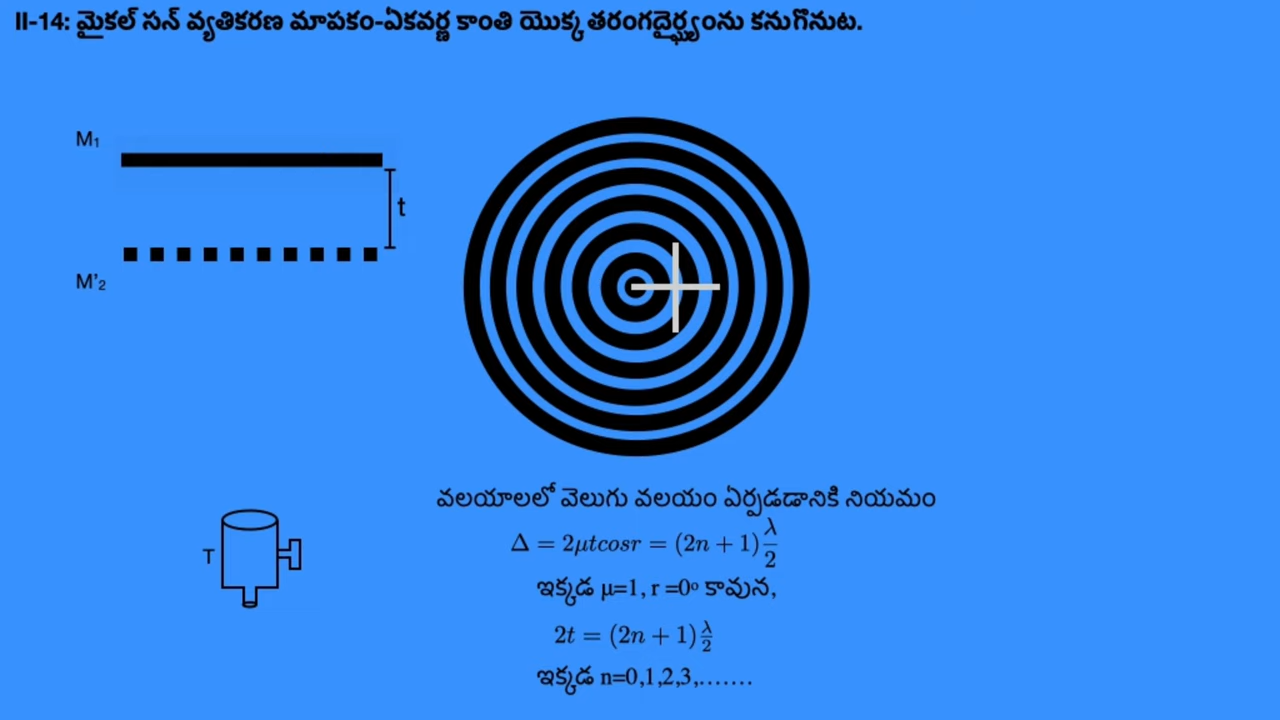 II-14: మైకల్ సన్ వ్యతికరణ మాపకం-ఏకవర్ణ కాంతి యొక్క తరంగదైర్ఘ్యంను కనుగొనుట.
M₁
t
M'₂
వలయాలలో వెలుగు వలయం ఏర్పడడానికి నియమం
Δ = 2μtcosr = (2n + 1)λ/2
T
ఇక్కడ μ=1, r =0° కావున,
2t = (2n + 1)λ/2
ఇక్కడ n=0,1,2,3,.......